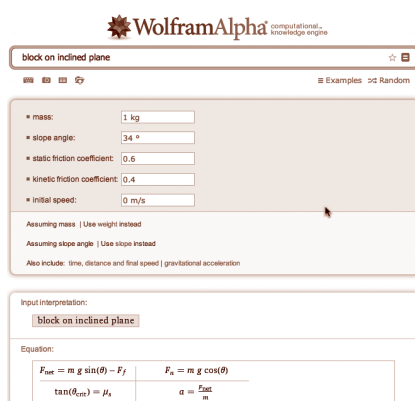 WolframAlpha computational... knowledge engine
block on inclined plane
Examples Random
mass: 1 kg
slope angle: 34 °
static friction coefficient: 0.6
kinetic friction coefficient: 0.4
initial speed: 0 m/s
Assuming mass | Use weight instead
Assuming slope angle | Use slope instead
Also include: time, distance and final speed | gravitational acceleration
Input interpretation:
block on inclined plane
Equation:
F_net = m g sin(θ) − F_f F_n = m g cos(θ)
tan(θ_crit) = μ_s a = F_net/m